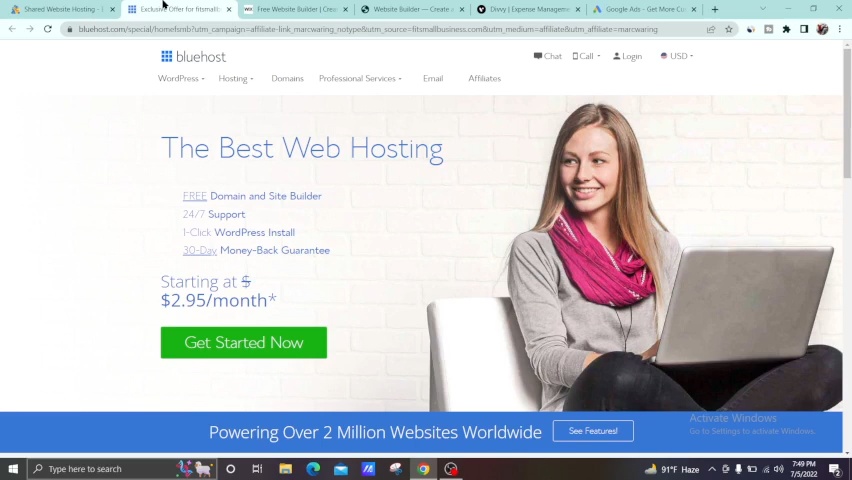 Shared Website Hosting - E
Exclusive Offer for fitsmallbu
Free Website Builder | Creat
Website Builder — Create a
Divvy | Expense Managemen
Google Ads - Get More Cus
bluehost.com/special/homefsmb?utm_campaign=affiliate-link_marcwaring_notype&utm_source=fitsmallbusiness.com&utm_medium=affiliate&utm_affiliate=marcwaring
bluehost
Chat
Call
Login
USD
WordPress
Hosting
Domains
Professional Services
Email
Affiliates
The Best Web Hosting
FREE Domain and Site Builder
24/7 Support
1-Click WordPress Install
30-Day Money-Back Guarantee
Starting at $
$2.95/month*
Get Started Now
Powering Over 2 Million Websites Worldwide
See Features!
Activate Windows
Go to Settings to activate Windows.
Type here to search
91°F Haze
7:49 PM
7/5/2022
2